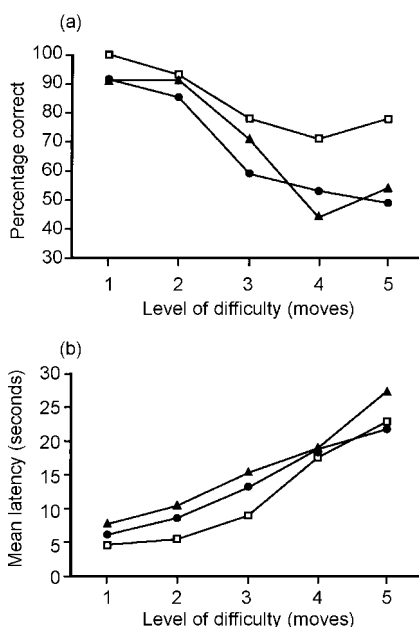 (a)
Percentage correct
100
90
80
70
60
50
40
30
1 2 3 4 5
Level of difficulty (moves)
(b)
Mean latency (seconds)
30
25
20
15
10
5
0
1 2 3 4 5
Level of difficulty (moves)